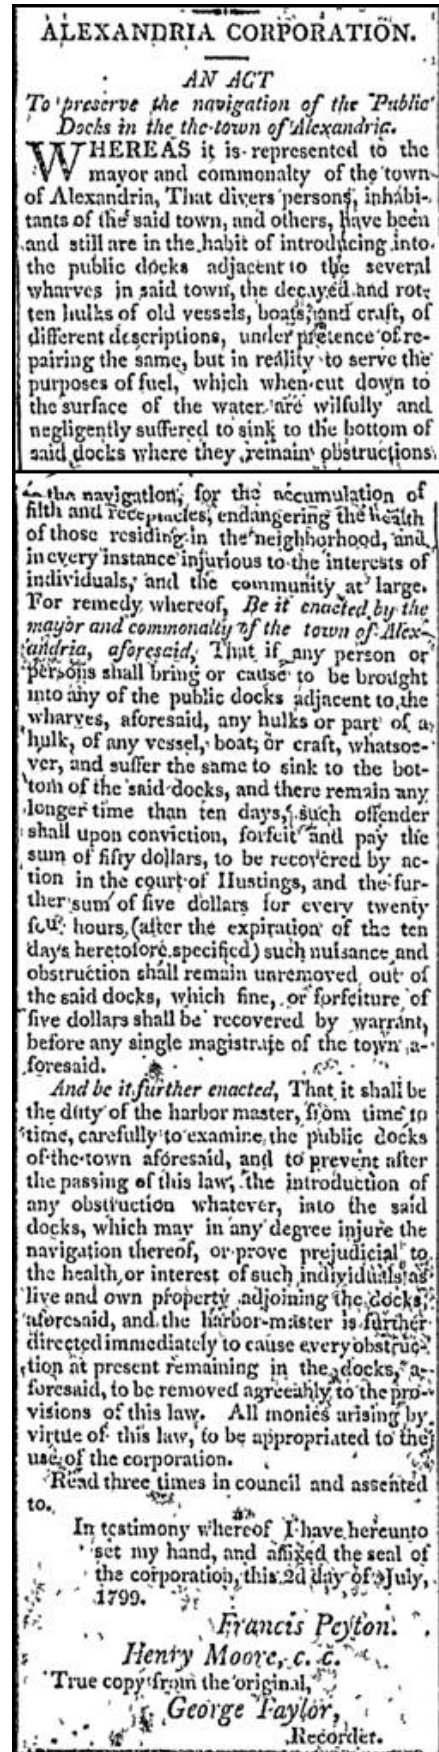 ALEXANDRIA CORPORATION.
AN ACT
To preserve the navigation of the Public
Docks in the the town of Alexandria.
WHEREAS it is represented to the
mayor and commonalty of the town
of Alexandria, That divers persons, inhabi-
tants of the said town, and others, have been
and still are in the habit of introducing into
the public docks adjacent to the several
wharves in said town, the decayed and rot-
ten hulks of old vessels, boats, and craft, of
different descriptions, under pretence of re-
pairing the same, but in reality to serve the
purposes of fuel, which when cut down to
the surface of the water are wilfully and
negligently suffered to sink to the bottom of
said docks where they remain obstructions
to the navigation, for the accumulation of
filth and receptacles, endangering the health
of those residing in the neighborhood, and
in every instance injurious to the interests of
individuals, and the community at large.
For remedy whereof, Be it enacted by the
mayor and commonalty of the town of Alex-
andria, aforesaid, That if any person or
persons shall bring or cause to be brought
into any of the public docks adjacent to the
wharves, aforesaid, any hulks or part of a
hulk, of any vessel, boat, or craft, whatsoe-
ver, and suffer the same to sink to the bot-
tom of the said docks, and there remain any
longer time than ten days, such offender
shall upon conviction, forfeit and pay the
sum of fifty dollars, to be recovered by ac-
tion in the court of Hustings, and the fur-
ther sum of five dollars for every twenty
four hours, (after the expiration of the ten
days heretofore specified) such nuisance and
obstruction shall remain unremoved out of
the said docks, which fine, or forfeiture of
five dollars shall be recovered by warrant,
before any single magistrate of the town a-
foresaid.
And be it further enacted, That it shall be
the duty of the harbor master, from time to
time, carefully to examine the public docks
of the town aforesaid, and to prevent after
the passing of this law, the introduction of
any obstruction whatever, into the said
docks, which may in any degree injure the
navigation thereof, or prove prejudicial to
the health or interest of such individuals as
live and own property adjoining the docks,
aforesaid, and the harbor-master is further
directed immediately to cause every obstruc-
tion at present remaining in the docks, a-
foresaid, to be removed agreeably to the pro-
visions of this law. All monies arising by
virtue of this law, to be appropriated to the
use of the corporation.
Read three times in council and assented
to.
In testimony whereof I have hereunto
set my hand, and affixed the seal of
the corporation, this 2d day of July,
1799.
Francis Peyton.
Henry Moore, c. c.
True copy from the original,
George Taylor,
Recorder.